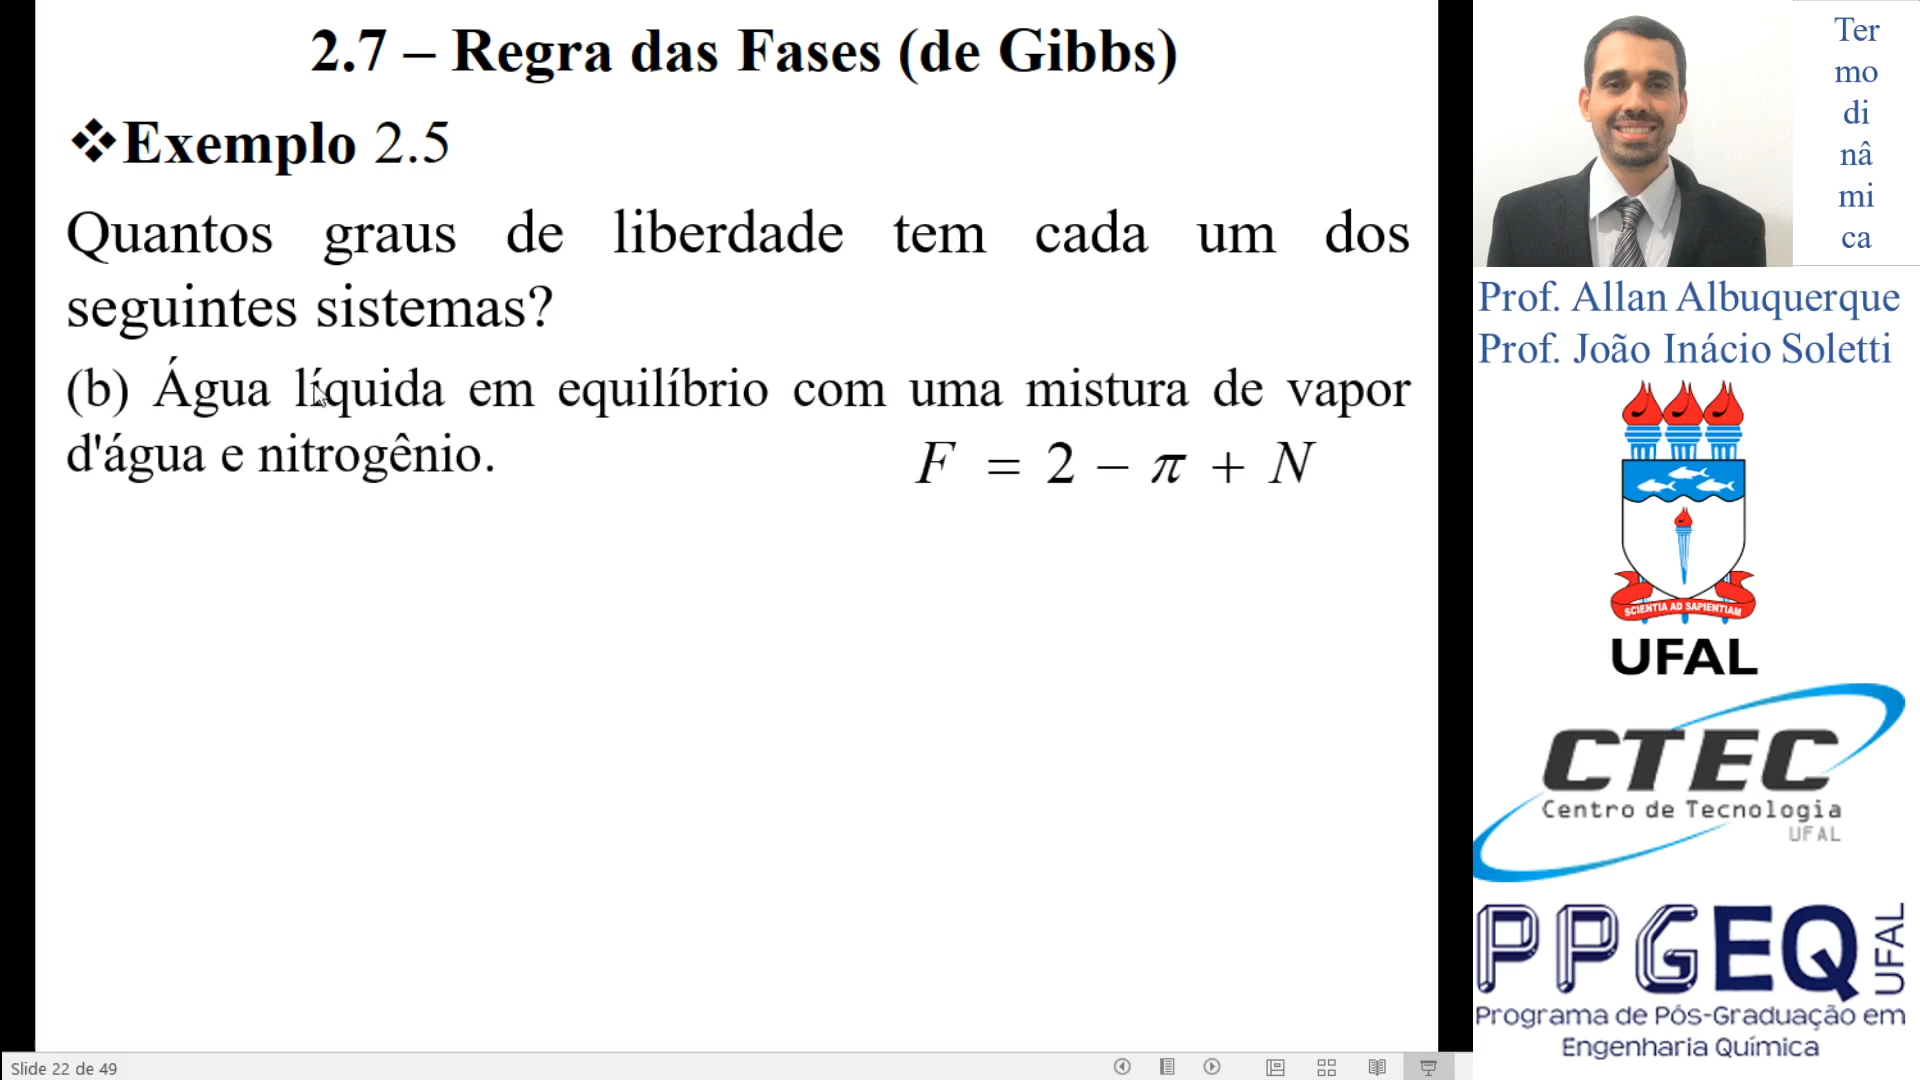 2.7 – Regra das Fases (de Gibbs)
❖Exemplo 2.5
Quantos graus de liberdade tem cada um dos
seguintes sistemas?
(b) Água líquida em equilíbrio com uma mistura de vapor
d'água e nitrogênio.
F = 2 − π + N
Ter
mo
di
nâ
mi
ca
Prof. Allan Albuquerque
Prof. João Inácio Soletti
SCIENTIA AD SAPIENTIAM
UFAL
CTEC
Centro de Tecnologia
UFAL
PPGEQ
UFAL
Programa de Pós-Graduação em
Engenharia Química
Slide 22 de 49